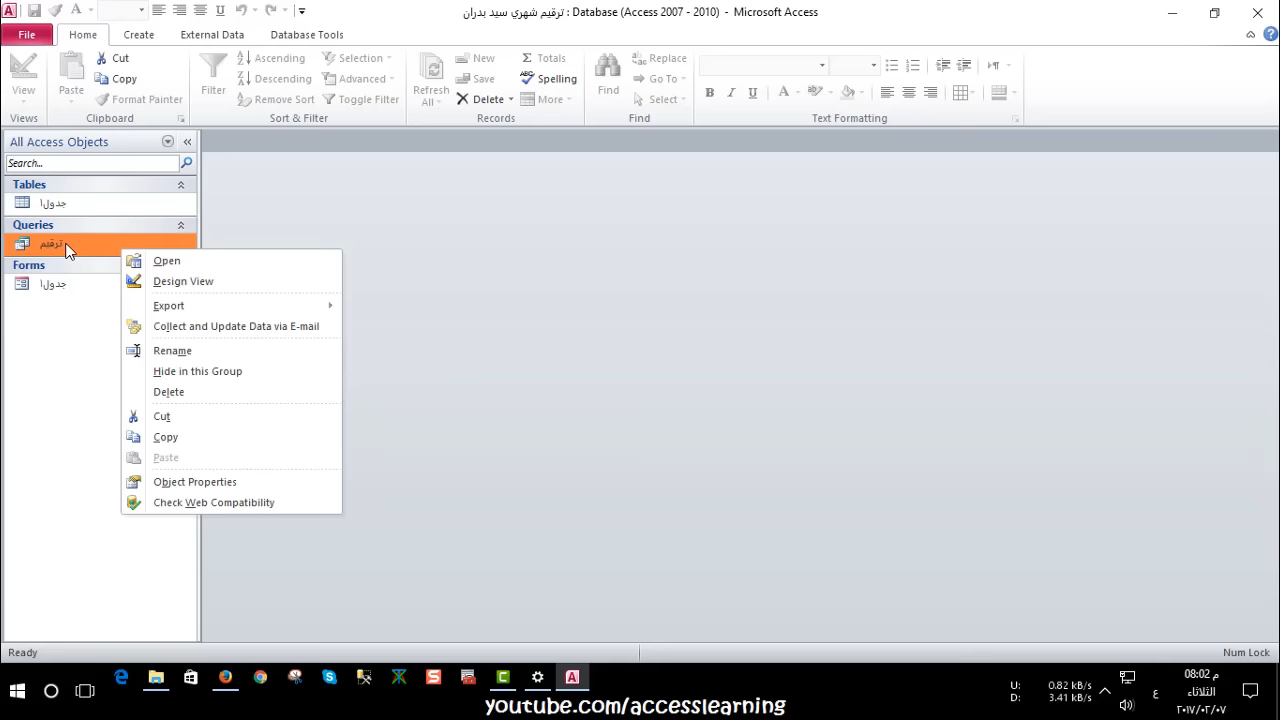 ترقيم شهري سيد بدران : Database (Access 2007 - 2010) - Microsoft Access
File Home Create External Data Database Tools
View
Views
Paste
Cut
Copy
Format Painter
Clipboard
Filter
Ascending
Descending
Remove Sort
Selection
Advanced
Toggle Filter
Sort & Filter
Refresh
All
New
Save
Delete
Totals
Spelling
More
Records
Find
Replace
Go To
Select
Find
Text Formatting
All Access Objects
Search...
Tables
جدول١
Queries
ترقيم
Forms
جدول١
Open
Design View
Export
Collect and Update Data via E-mail
Rename
Hide in this Group
Delete
Cut
Copy
Paste
Object Properties
Check Web Compatibility
Ready
Num Lock
U: 0.82 kB/s
D: 3.41 kB/s
ع
08:02 م
الثلاثاء
٢٠١٧/٠٢/٠٧
youtube.com/accesslearning